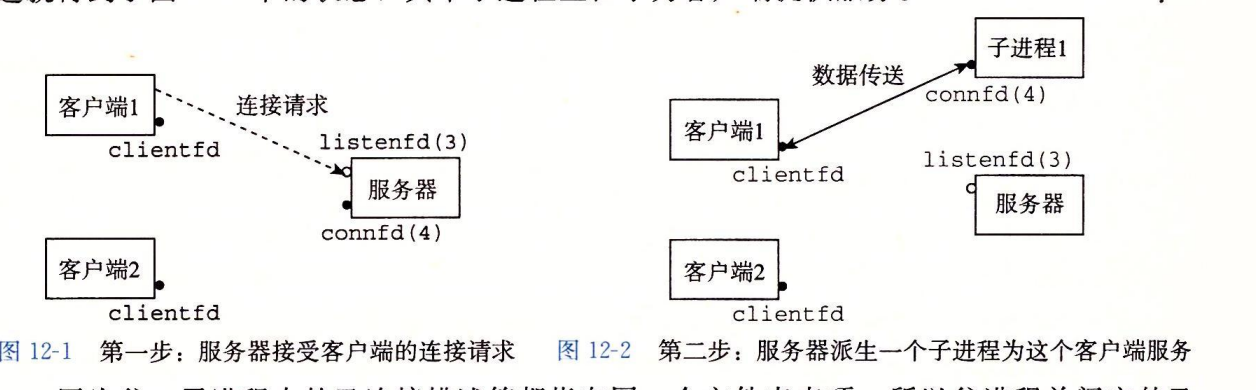 客户端1
连接请求
clientfd
listenfd(3)
服务器
connfd(4)
客户端2
clientfd
图 12-1 第一步：服务器接受客户端的连接请求
子进程1
数据传送
connfd(4)
客户端1
clientfd
listenfd(3)
服务器
客户端2
clientfd
图 12-2 第二步：服务器派生一个子进程为这个客户端服务